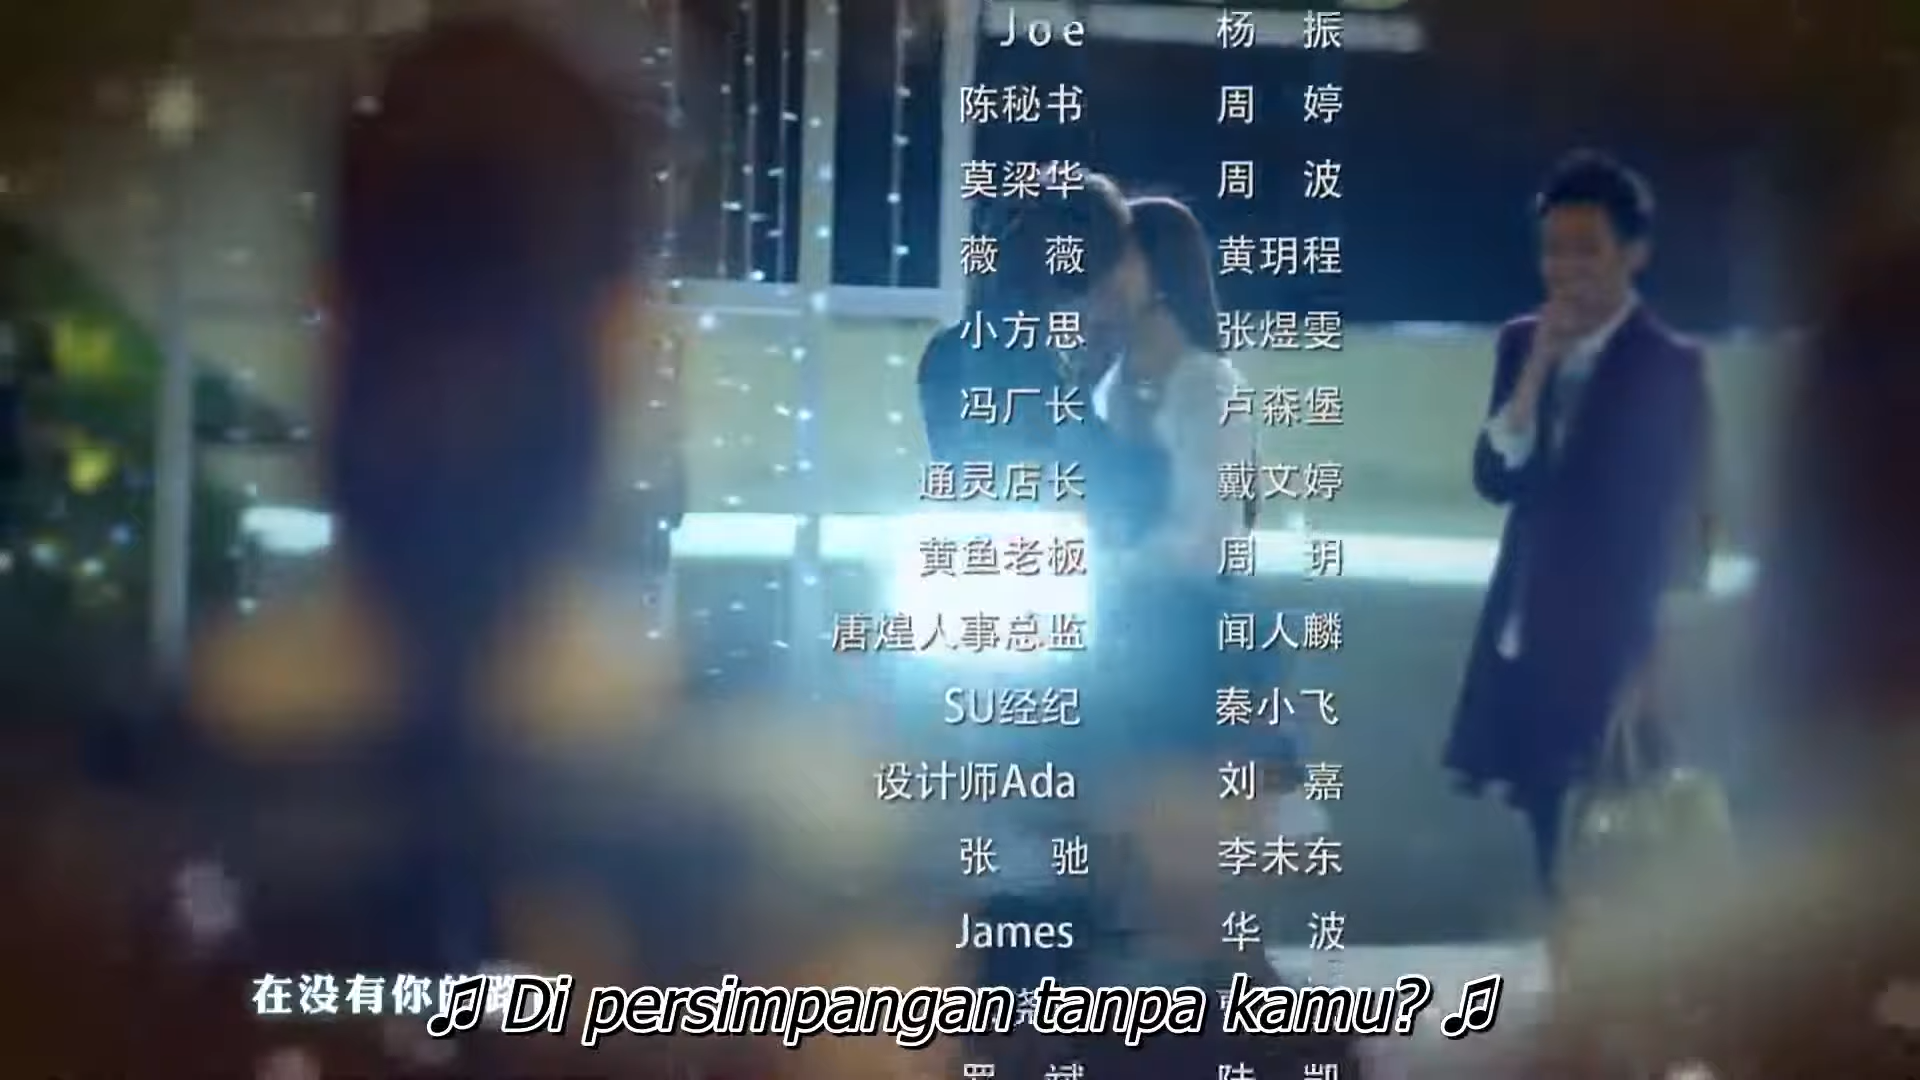 Joe 杨振
陈秘书 周婷
莫梁华 周波
薇薇 黄玥程
小方思 张煜雯
冯厂长 卢森堡
通灵店长 戴文婷
黄鱼老板 周玥
唐煌人事总监 闻人麟
SU经纪 秦小飞
设计师Ada 刘嘉
张驰 李未东
James 华波
在没有你的路
♫ Di persimpangan tanpa kamu? ♫